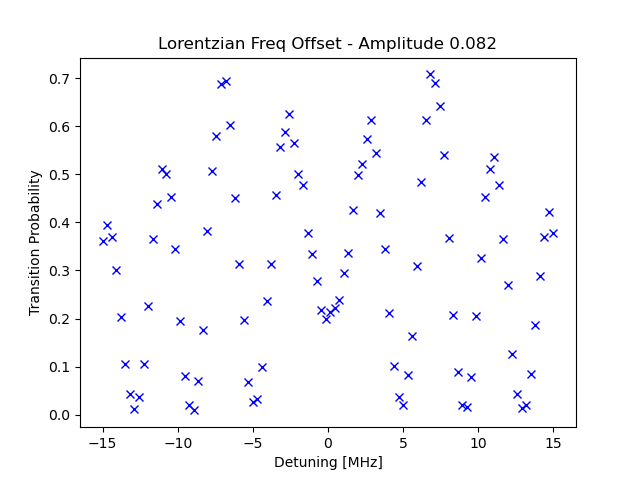 Lorentzian Freq Offset - Amplitude 0.082
Transition Probability
0.7
0.6
0.5
0.4
0.3
0.2
0.1
0.0
−15 −10 −5 0 5 10 15
Detuning [MHz]